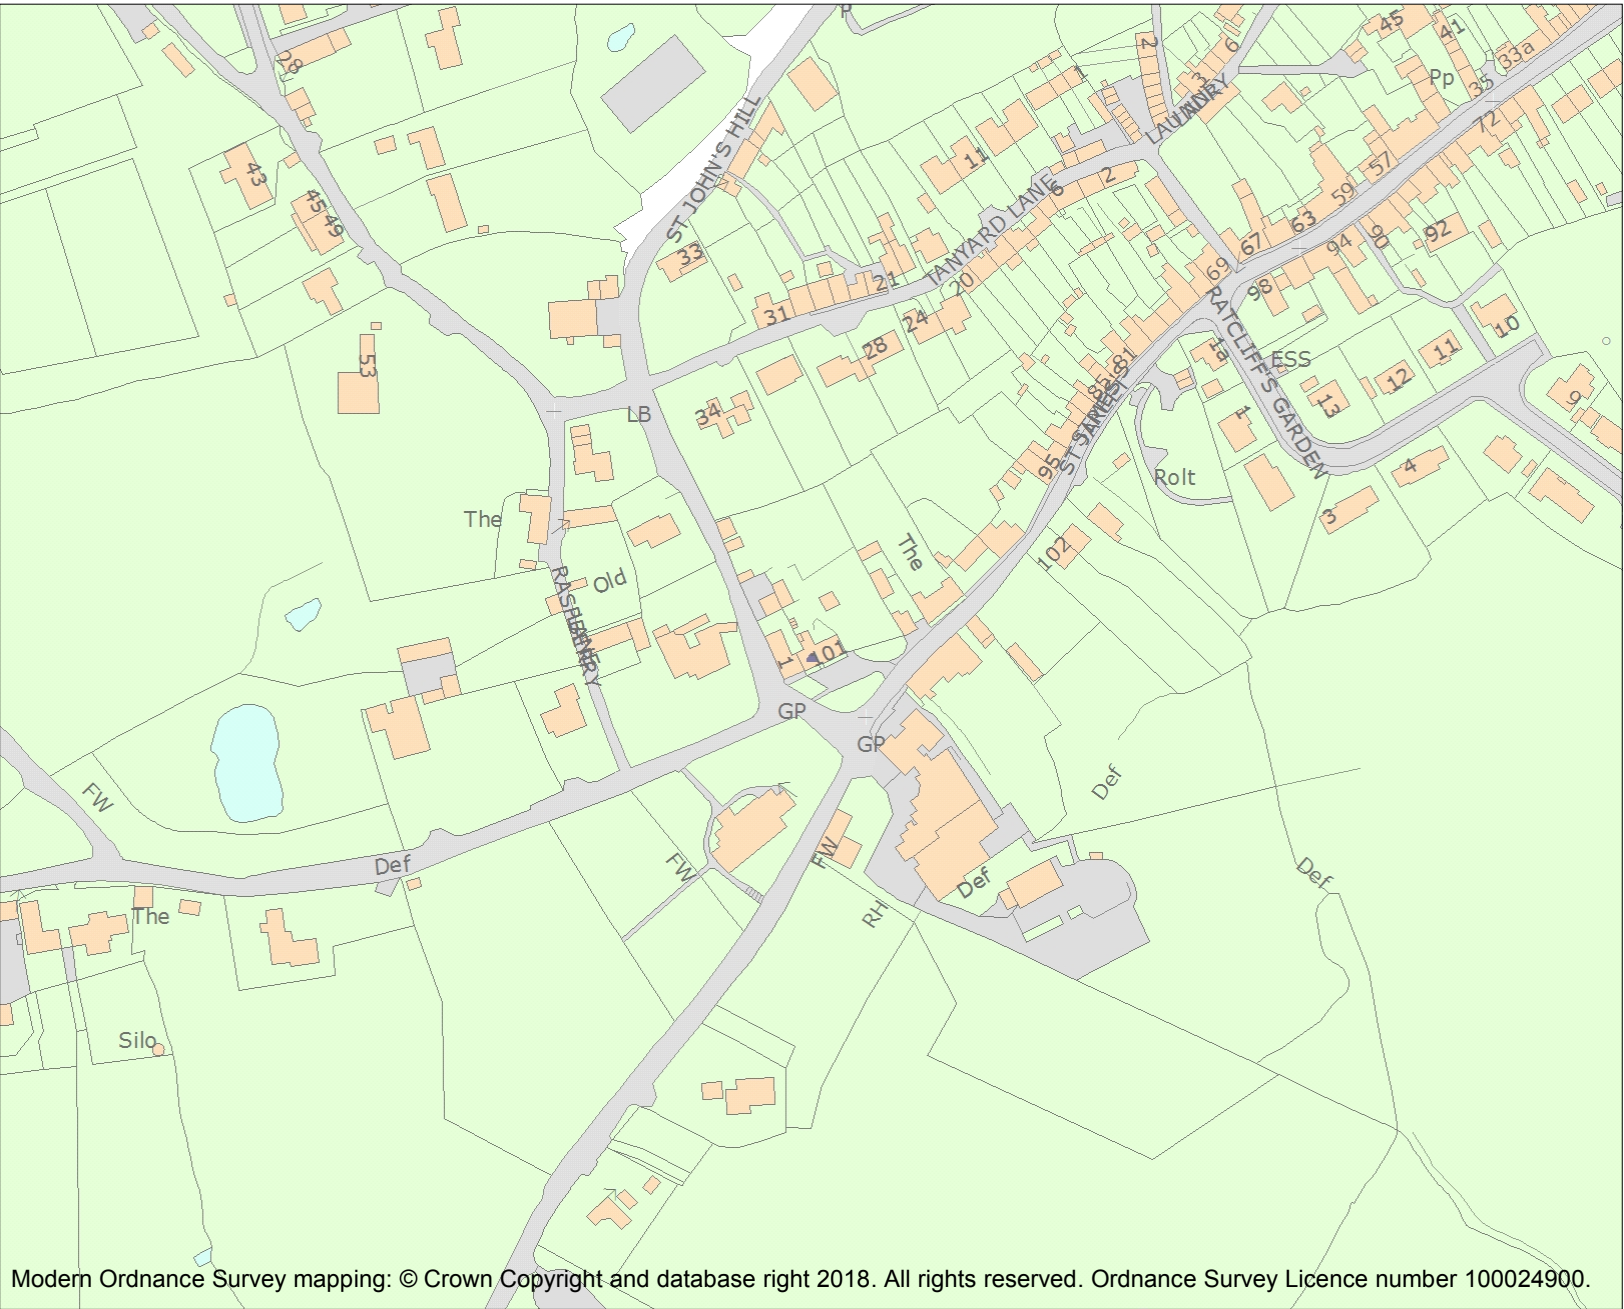 P
45
41
33a
Pp
35
72
28
2
6
1
3
LAUNDRY
LANE
43
45
49
ST JOHN'S HILL
11
TANYARD LANE
6
2
57
59
63
67
69
90
92
94
98
33
21
20
31
24
28
RATCLIFF'S GARDEN
10
1a
ESS
11
12
13
53
81
85
LB
34
ST JAMES'S
9
1
95
4
3
Rolt
The
The
102
Old
RASPBERRY
LANE
1
101
GP
GP
Def
FW
FW
FW
Def
Def
Def
RH
The
Silo
Modern Ordnance Survey mapping: © Crown Copyright and database right 2018. All rights reserved. Ordnance Survey Licence number 100024900.